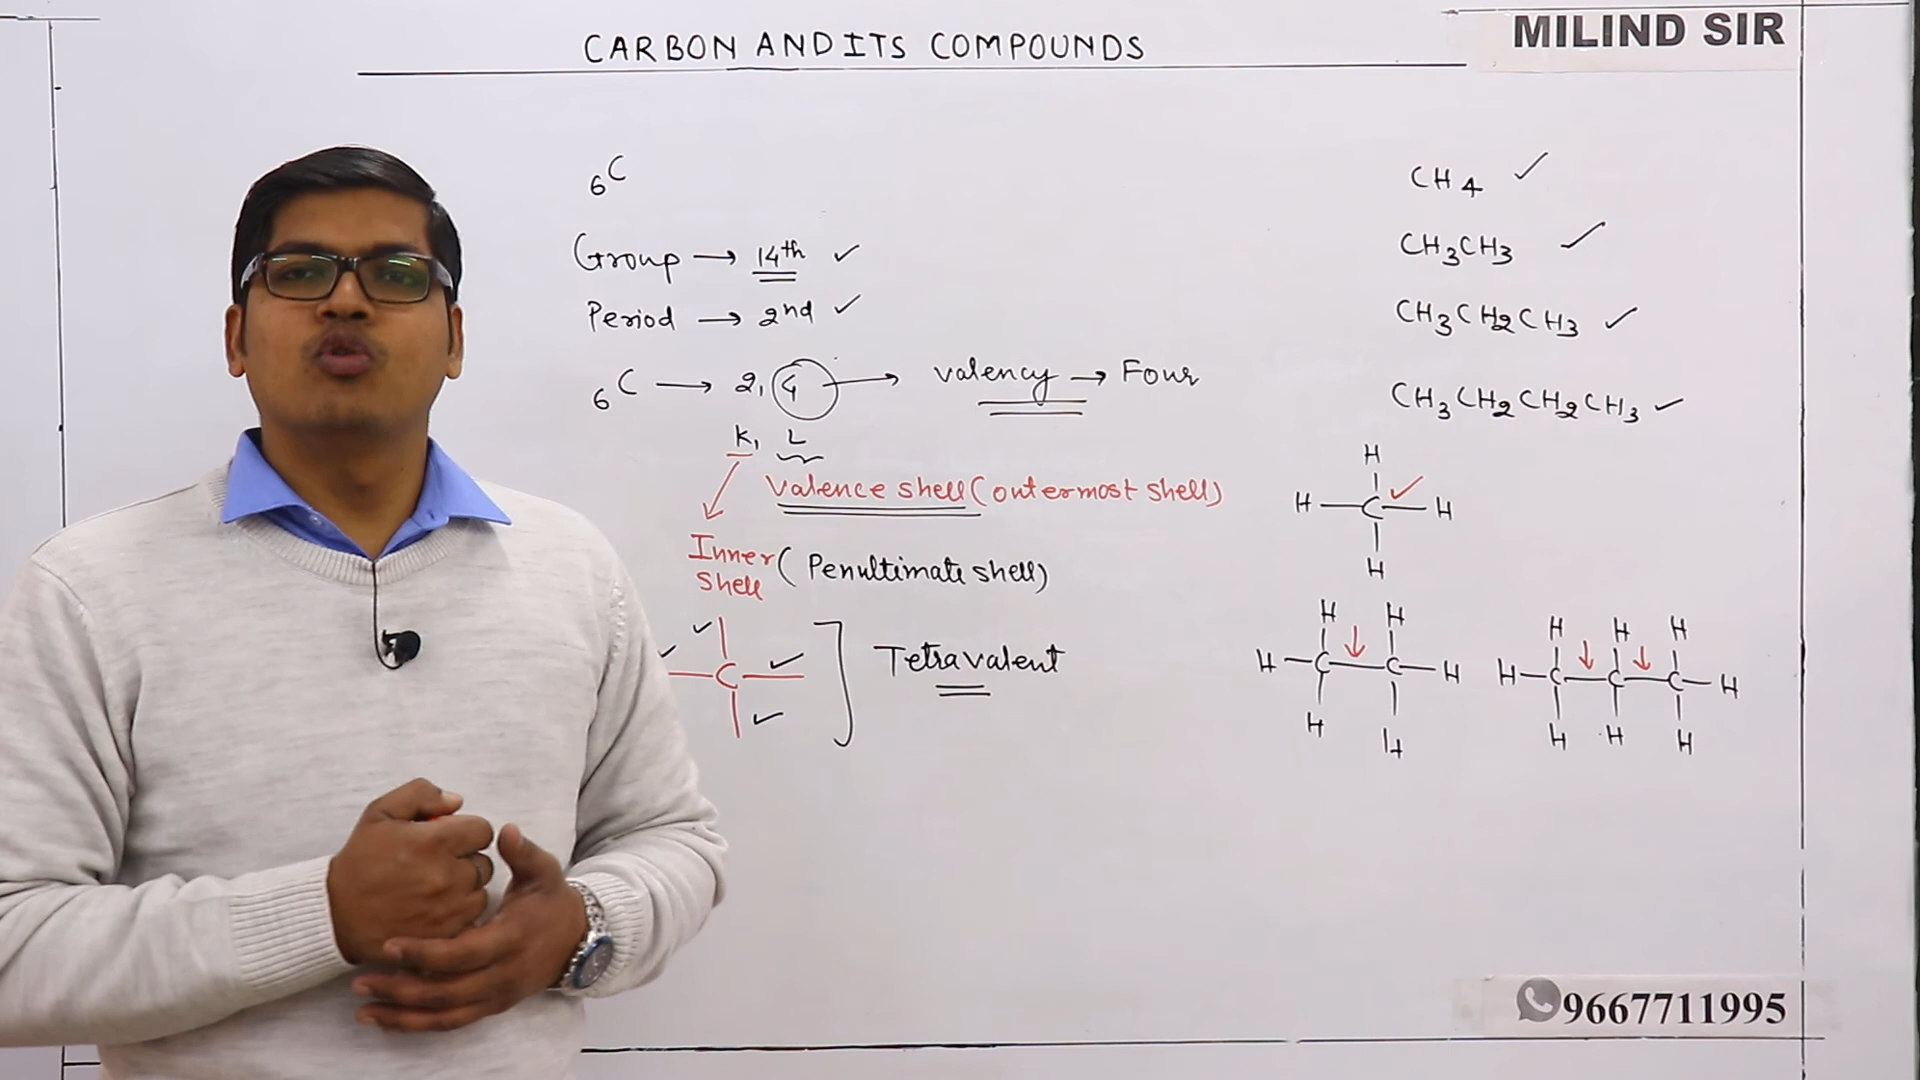 CARBON AND ITS COMPOUNDS
MILIND SIR
6C
Group → 14th ✓
Period → 2nd ✓
6C → 2, 4 → valency → Four
K, L
Valence shell (outermost shell)
Inner shell (Penultimate shell)
C
Tetravalent
CH4 ✓
CH3CH3 ✓
CH3CH2CH3 ✓
CH3CH2CH2CH3 ✓
H
H—C—H
H
H H
H—C—C—H
H H
H H H
H—C—C—C—H
H H H
9667711995